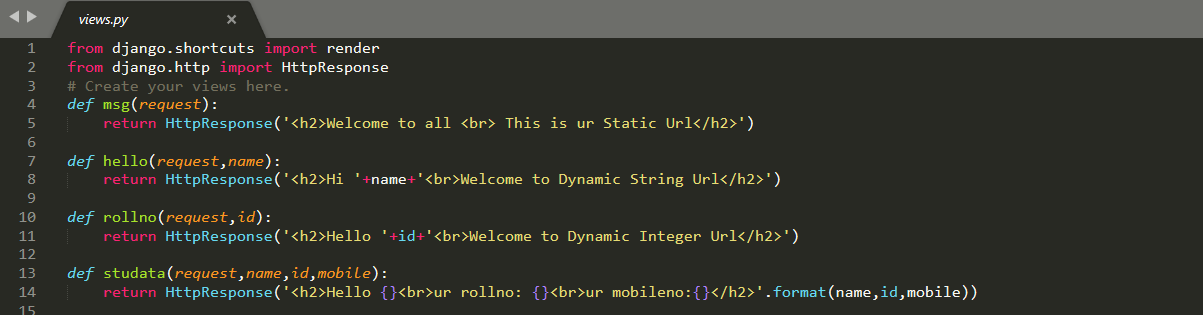 views.py ×
1 from django.shortcuts import render
2 from django.http import HttpResponse
3 # Create your views here.
4 def msg(request):
5     return HttpResponse('<h2>Welcome to all <br> This is ur Static Url</h2>')
6
7 def hello(request,name):
8     return HttpResponse('<h2>Hi '+name+'<br>Welcome to Dynamic String Url</h2>')
9
10 def rollno(request,id):
11     return HttpResponse('<h2>Hello '+id+'<br>Welcome to Dynamic Integer Url</h2>')
12
13 def studata(request,name,id,mobile):
14     return HttpResponse('<h2>Hello {}<br>ur rollno: {}<br>ur mobileno:{}</h2>'.format(name,id,mobile))
15